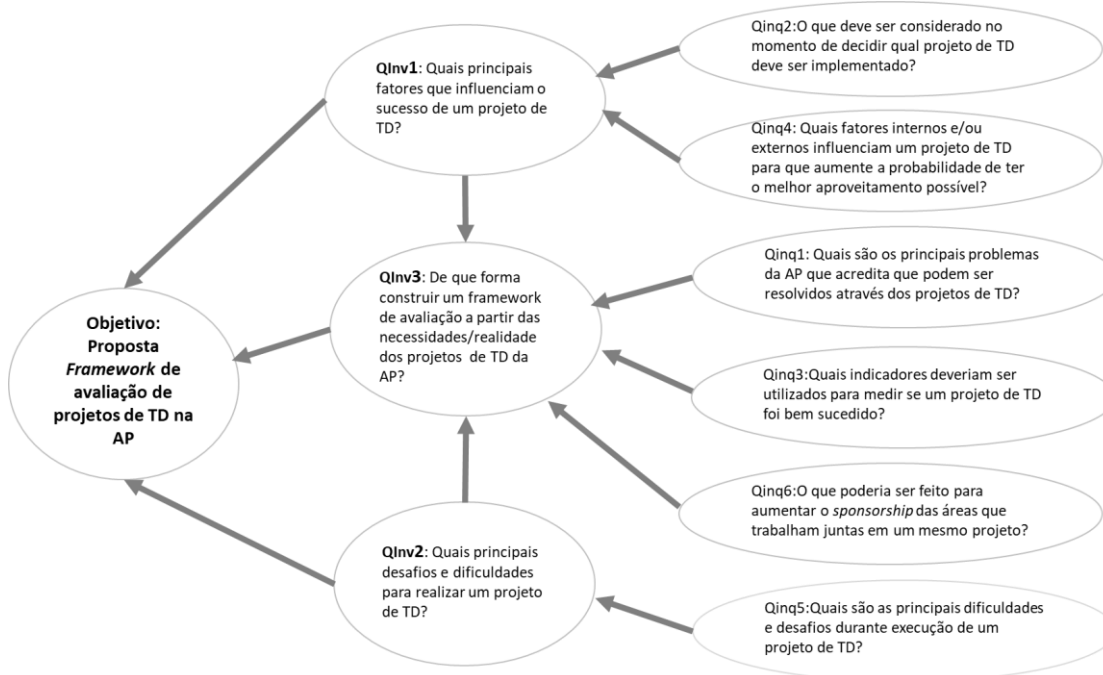 Objetivo:
Proposta
Framework de
avaliação de
projetos de TD na
AP
QInv1: Quais principais
fatores que influenciam o
sucesso de um projeto de
TD?
QInv3: De que forma
construir um framework
de avaliação a partir das
necessidades/realidade
dos projetos de TD da
AP?
QInv2: Quais principais
desafios e dificuldades
para realizar um projeto
de TD?
Qinq2:O que deve ser considerado no
momento de decidir qual projeto de TD
deve ser implementado?
Qinq4: Quais fatores internos e/ou
externos influenciam um projeto de TD
para que aumente a probabilidade de ter
o melhor aproveitamento possível?
Qinq1: Quais são os principais problemas
da AP que acredita que podem ser
resolvidos através dos projetos de TD?
Qinq3:Quais indicadores deveriam ser
utilizados para medir se um projeto de TD
foi bem sucedido?
Qinq6:O que poderia ser feito para
aumentar o sponsorship das áreas que
trabalham juntas em um mesmo projeto?
Qinq5:Quais são as principais dificuldades
e desafios durante execução de um
projeto de TD?